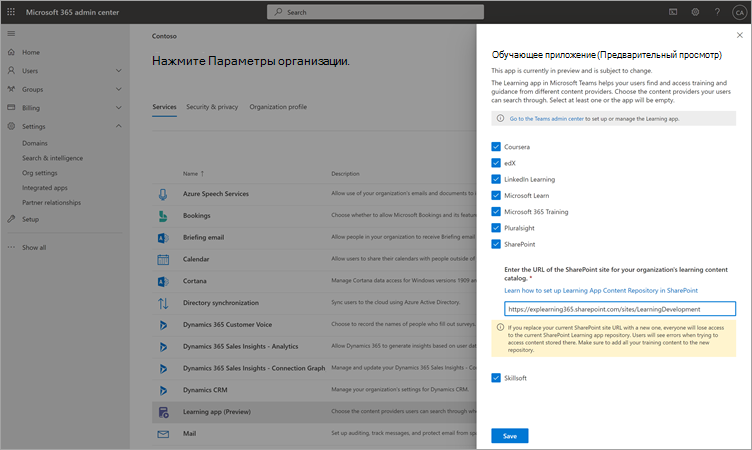 Microsoft 365 admin center
Search
CA
Home
Users
Groups
Billing
Settings
Domains
Search & intelligence
Org settings
Integrated apps
Partner relationships
Setup
Show all
Contoso
Нажмите Параметры организации.
Services
Security & privacy
Organization profile
Name ↑
Description
Azure Speech Services
Allow use of your organization's emails and documents to
Bookings
Choose whether to allow Microsoft Bookings and its featur
Briefing email
Allow people in your organization to receive Briefing email
Calendar
Allow users to share their calendars with people outside of
Cortana
Manage Cortana data access for Windows versions 1909 an
Directory synchronization
Sync users to the cloud using Azure Active Directory.
Dynamics 365 Customer Voice
Choose to record the names of people who fill out surveys.
Dynamics 365 Sales Insights - Analytics
Allow Dynamics 365 to generate insights based on user dat
Dynamics 365 Sales Insights - Connection Graph
Manage and update your Dynamics 365 Sales Insights - Con
Dynamics CRM
Manage your organization's settings for Dynamics CRM.
Learning app (Preview)
Choose the content providers users can search through wh
Mail
Set up auditing, track messages, and protect email from sp
Обучающее приложение (Предварительный просмотр)
This app is currently in preview and is subject to change.
The Learning app in Microsoft Teams helps your users find and access training and
guidance from different content providers. Choose the content providers your users
can search through. Select at least one or the app will be empty.
Go to the Teams admin center to set up or manage the Learning app.
Coursera
edX
LinkedIn Learning
Microsoft Learn
Microsoft 365 Training
Pluralsight
SharePoint
Enter the URL of the SharePoint site for your organization's learning content
catalog. *
Learn how to set up Learning App Content Repository in SharePoint
https://explearning365.sharepoint.com/sites/LearningDevelopment
If you replace your current SharePoint site URL with a new one, everyone will lose access
to the current SharePoint Learning app repository. Users will see errors when trying to
access content stored there. Make sure to add all your training content to the new
repository.
Skillsoft
Save